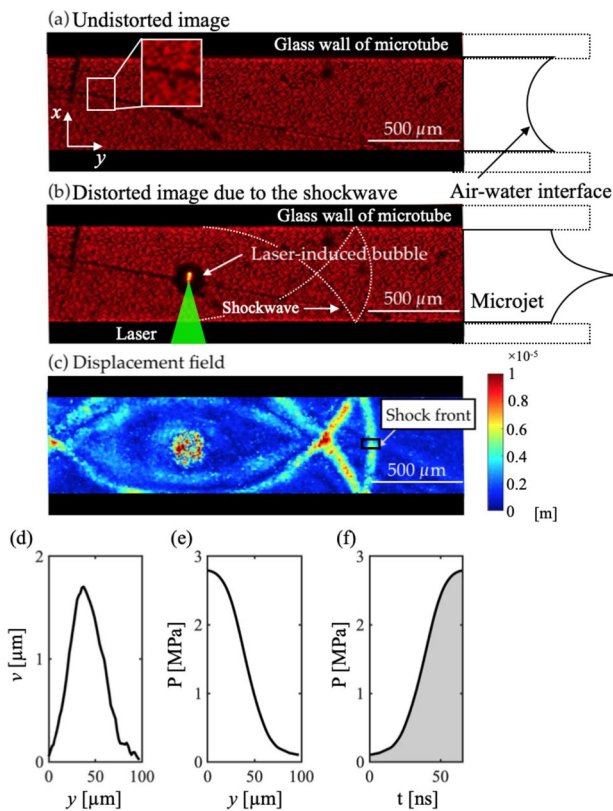 (a) Undistorted image
Glass wall of microtube
x
y
500 µm
Air-water interface
(b) Distorted image due to the shockwave
Glass wall of microtube
Laser-induced bubble
Shockwave
500 µm
Laser
Microjet
(c) Displacement field
×10⁻⁵
1
0.8
0.6
0.4
0.2
0
[m]
Shock front
500 µm
(d)
2
1
0
v [µm]
0 50 100
y [µm]
(e)
3
2
1
0
P [MPa]
0 50 100
y [µm]
(f)
3
2
1
0
P [MPa]
0 50
t [ns]